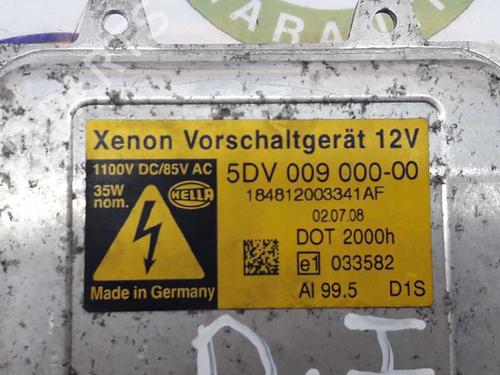 Xenon Vorschaltgerät 12V
1100V DC/85V AC
35W
nom.
HELLA
5DV 009 000-00
184812003341AF
02.07.08
DOT 2000h
e1 033582
Made in Germany
AI 99.5 D1S
D.I